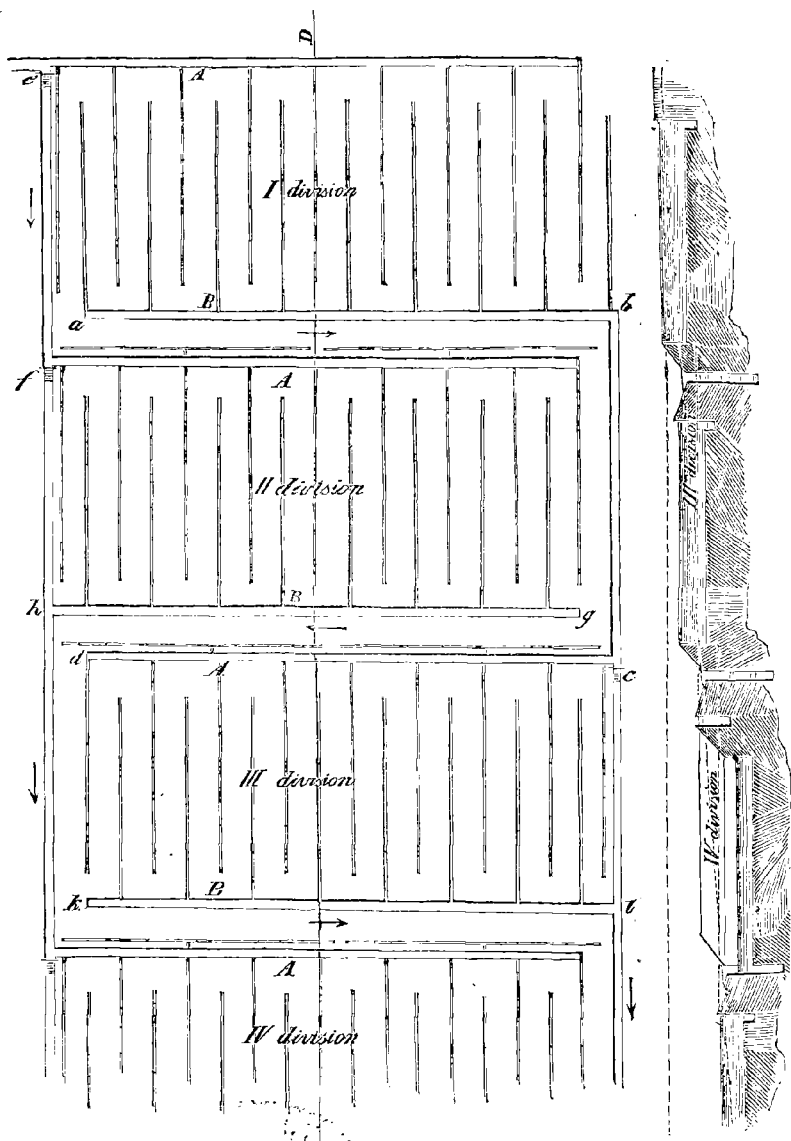 D
e
A
I division
B
a
b
f
A
II division
III division
B
h
g
d
A
c
III division
IV division
B
k
l
A
IV division